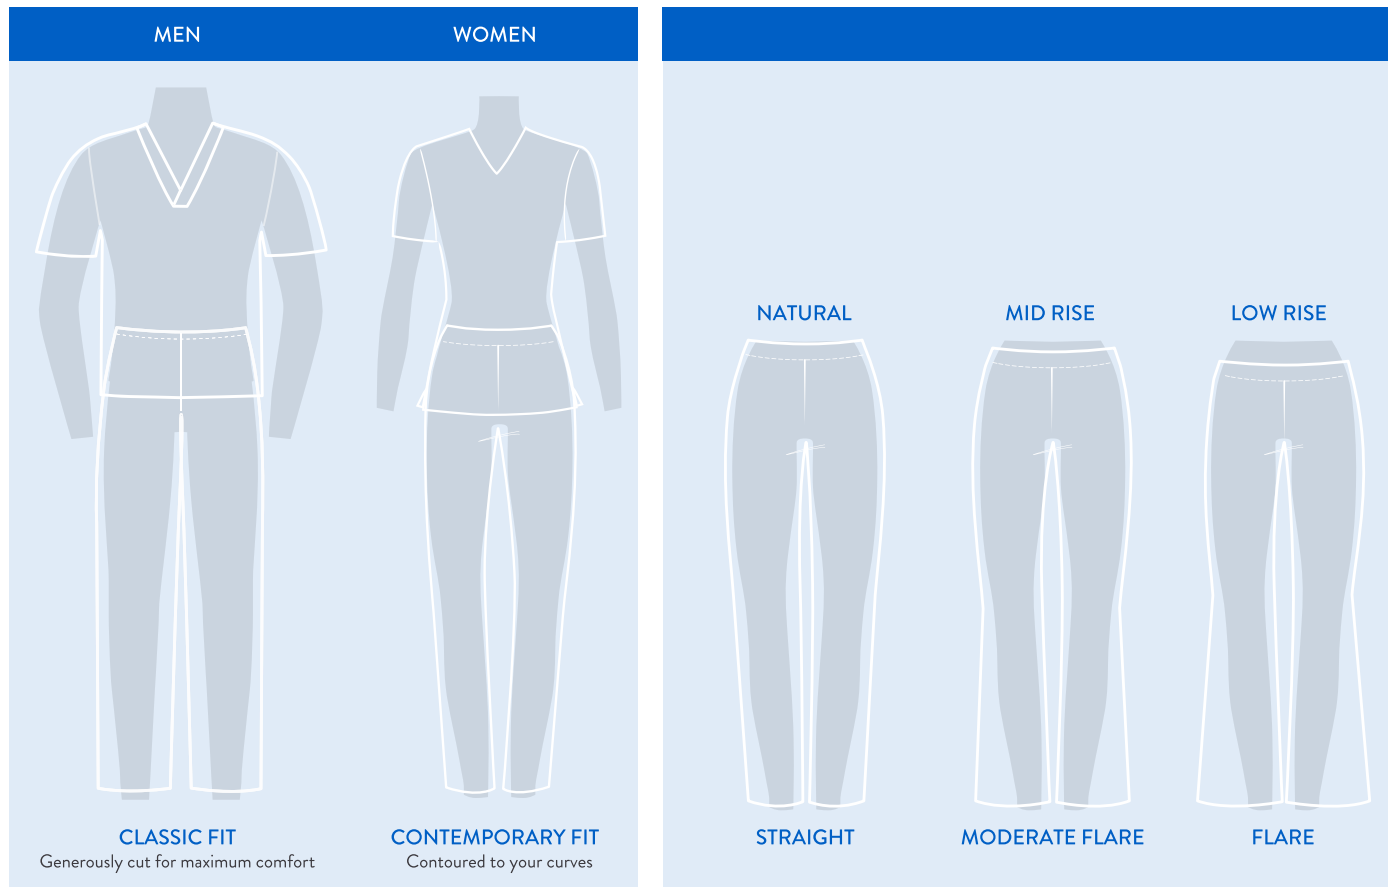 MEN
WOMEN
CLASSIC FIT
Generously cut for maximum comfort
CONTEMPORARY FIT
Contoured to your curves
NATURAL
MID RISE
LOW RISE
STRAIGHT
MODERATE FLARE
FLARE